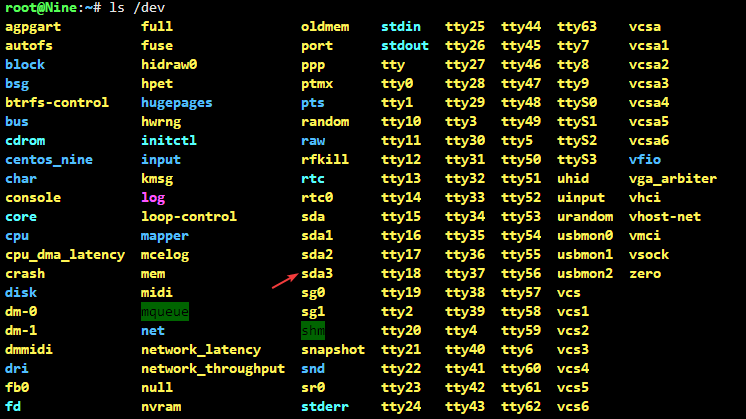 root@Nine:~# ls /dev
agpgart full oldmem stdin tty25 tty44 tty63 vcsa
autofs fuse port stdout tty26 tty45 tty7 vcsa1
block hidraw0 ppp tty tty27 tty46 tty8 vcsa2
bsg hpet ptmx tty0 tty28 tty47 tty9 vcsa3
btrfs-control hugepages pts tty1 tty29 tty48 ttyS0 vcsa4
bus hwrng random tty10 tty3 tty49 ttyS1 vcsa5
cdrom initctl raw tty11 tty30 tty5 ttyS2 vcsa6
centos_nine input rfkill tty12 tty31 tty50 ttyS3 vfio
char kmsg rtc tty13 tty32 tty51 uhid vga_arbiter
console log rtc0 tty14 tty33 tty52 uinput vhci
core loop-control sda tty15 tty34 tty53 urandom vhost-net
cpu mapper sda1 tty16 tty35 tty54 usbmon0 vmci
cpu_dma_latency mcelog sda2 tty17 tty36 tty55 usbmon1 vsock
crash mem sda3 tty18 tty37 tty56 usbmon2 zero
disk midi sg0 tty19 tty38 tty57 vcs
dm-0 mqueue sg1 tty2 tty39 tty58 vcs1
dm-1 net shm tty20 tty4 tty59 vcs2
dmmidi network_latency snapshot tty21 tty40 tty6 vcs3
dri network_throughput snd tty22 tty41 tty60 vcs4
fb0 null sr0 tty23 tty42 tty61 vcs5
fd nvram stderr tty24 tty43 tty62 vcs6